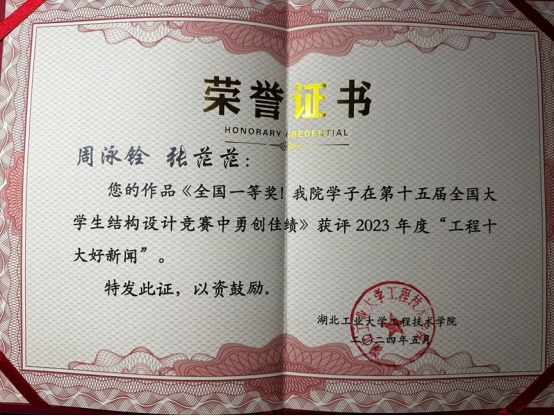 荣誉证书
HONORARY CREDENTIAL
周泳铨 张茫茫：
您的作品《全国一等奖！我院学子在第十五届全国大
学生结构设计竞赛中勇创佳绩》获评2023年度“工程十
大好新闻”。
特发此证，以资鼓励。
湖北工业大学工程技术学院
二〇二四年五月